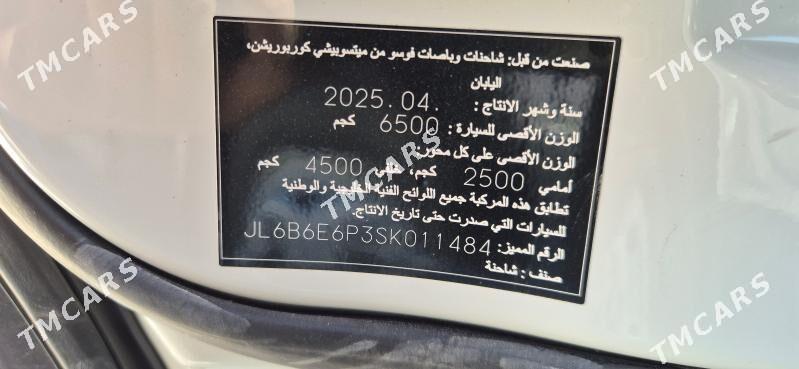 صنعت من قبل: شاحنات وباصات فوسو من ميتسوبيشي كوربوريشن،
اليابان
سنة وشهر الانتاج : 2025.04.
الوزن الأقصى للسيارة : 6500 كجم
الوزن الأقصى على كل محور:
أمامي 2500 كجم، خلفي 4500 كجم
تطابق هذه المركبة جميع اللوائح الفنية الخليجية والوطنية
للسيارات التي صدرت حتى تاريخ الانتاج.
الرقم المميز: JL6B6E6P3SK011484
صنف : شاحنة
TMCARS
TMCARS
TMCARS
TMCARS
TMCARS